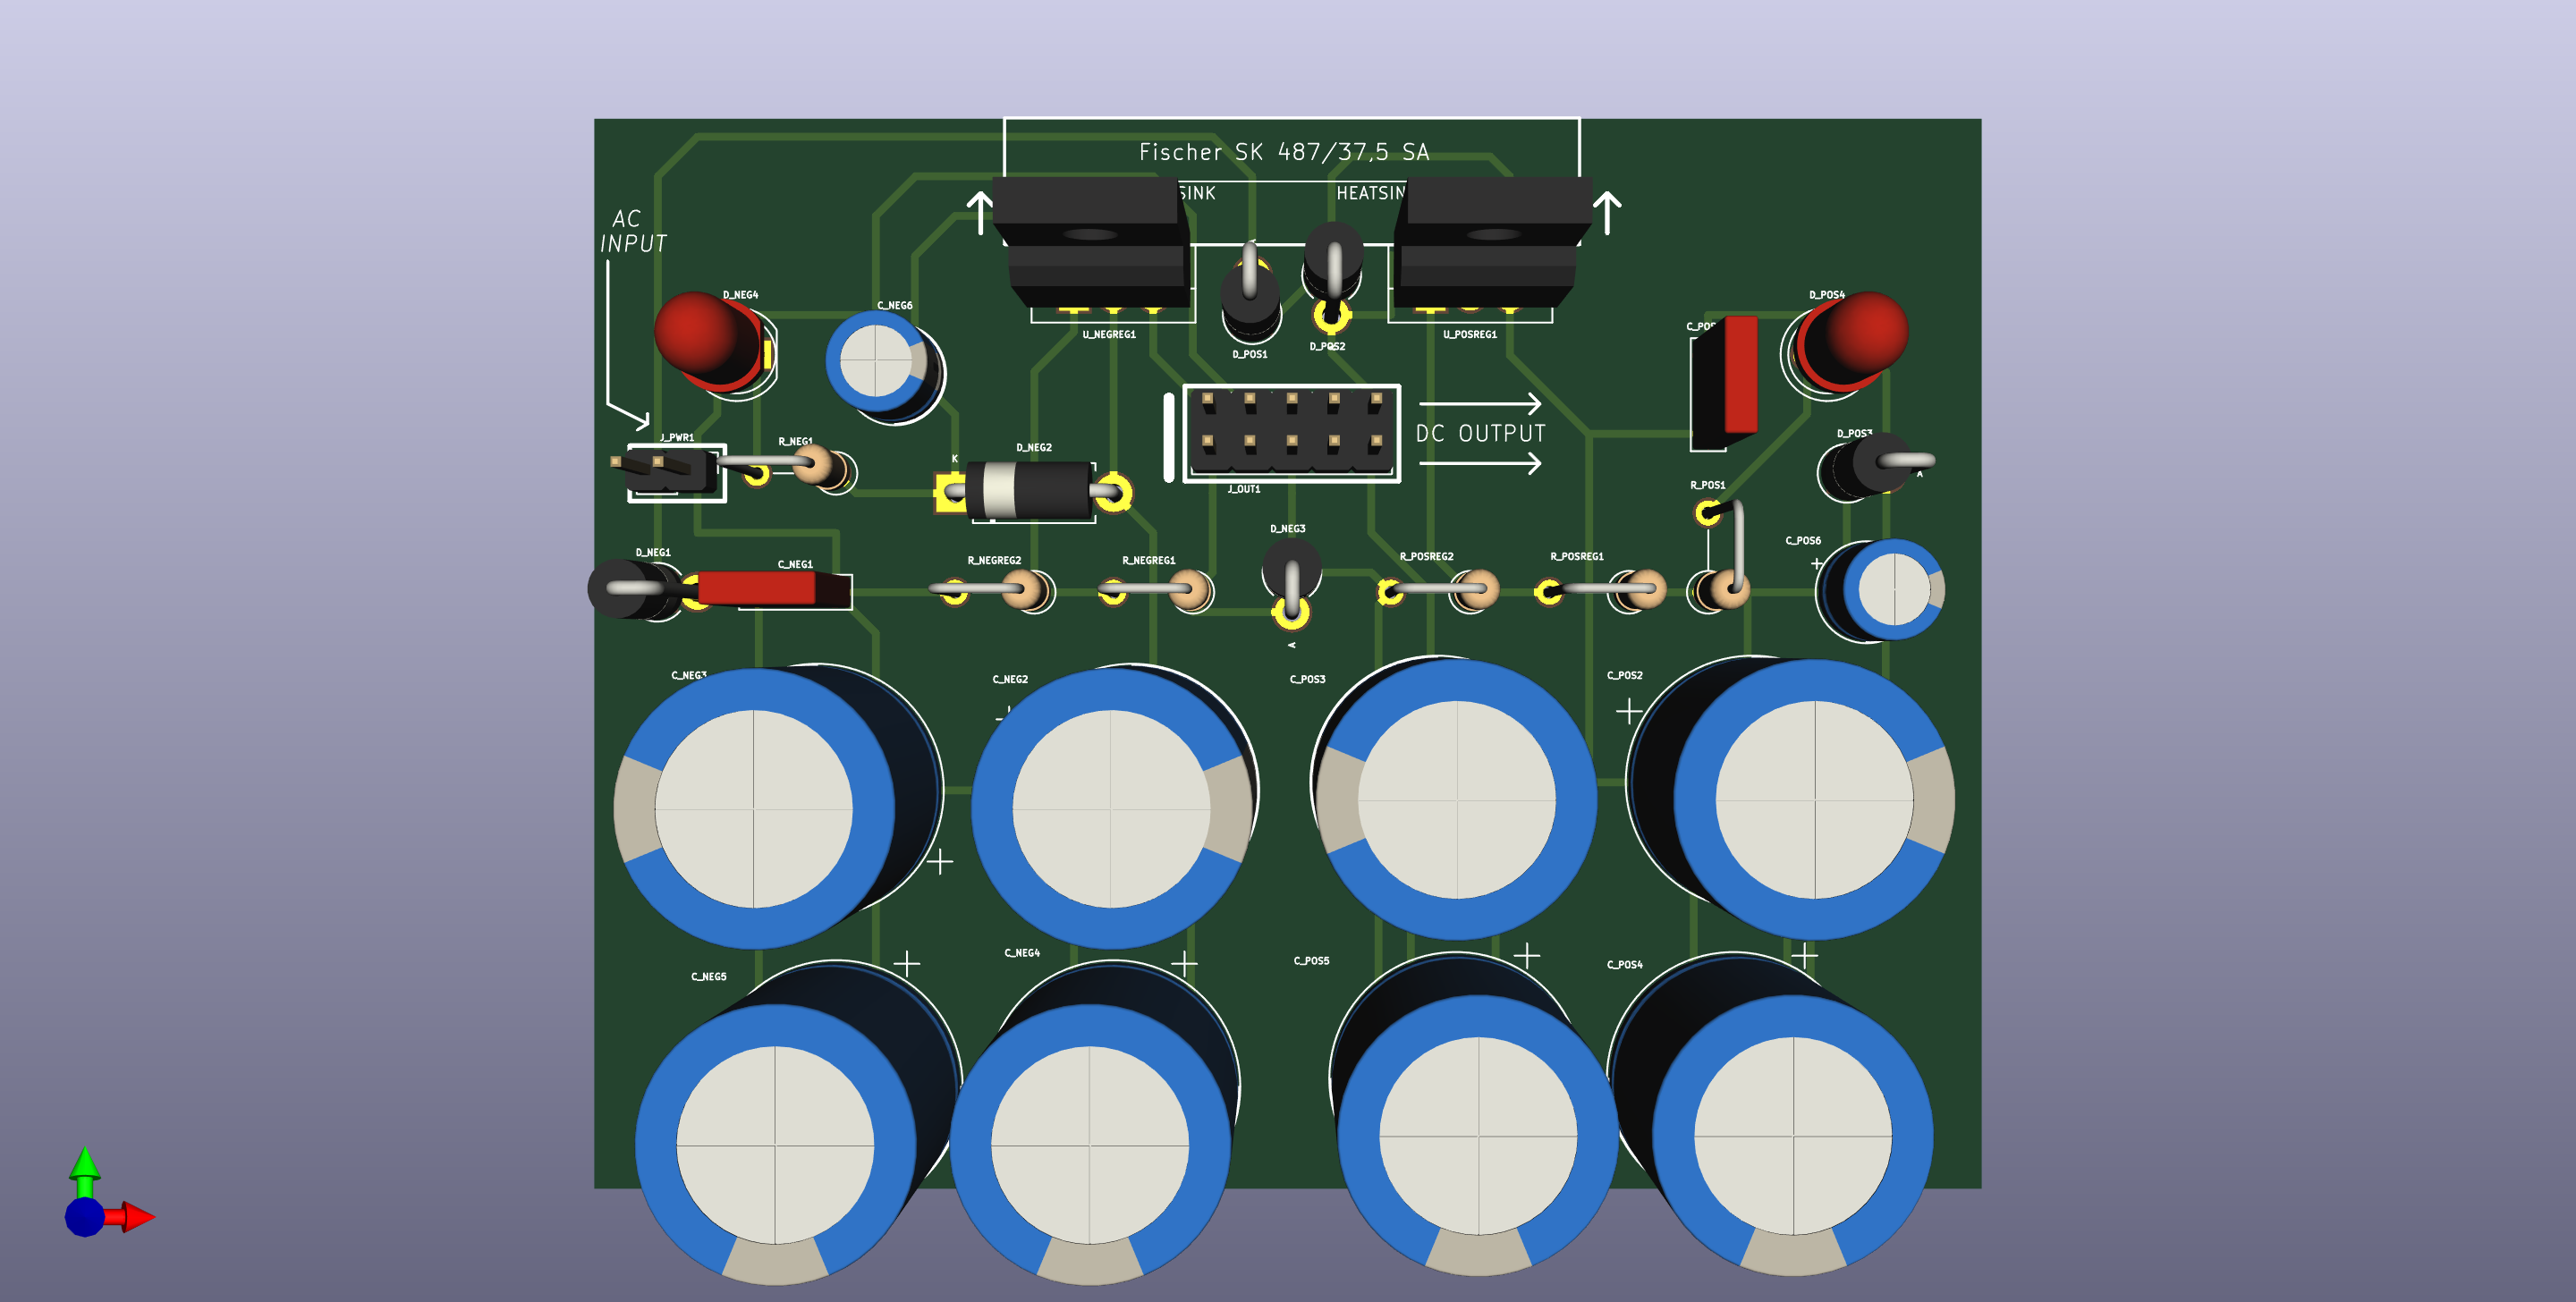 Fischer SK 487/37,5 SA
SINK
HEATSIN
AC
INPUT
D_NEG4
C_NEG6
U_NEGREG1
D_POS1
D_POS2
U_POSREG1
C_POS
D_POS4
J_PWR1
R_NEG1
K
D_NEG2
J_OUT1
DC OUTPUT
D_POS3
A
R_POS1
D_NEG1
C_NEG1
R_NEGREG2
R_NEGREG1
D_NEG3
A
R_POSREG2
R_POSREG1
C_POS6
+
C_NEG3
C_NEG2
C_POS3
C_POS2
+
+
C_NEG5
+
C_NEG4
+
C_POS5
+
C_POS4
+